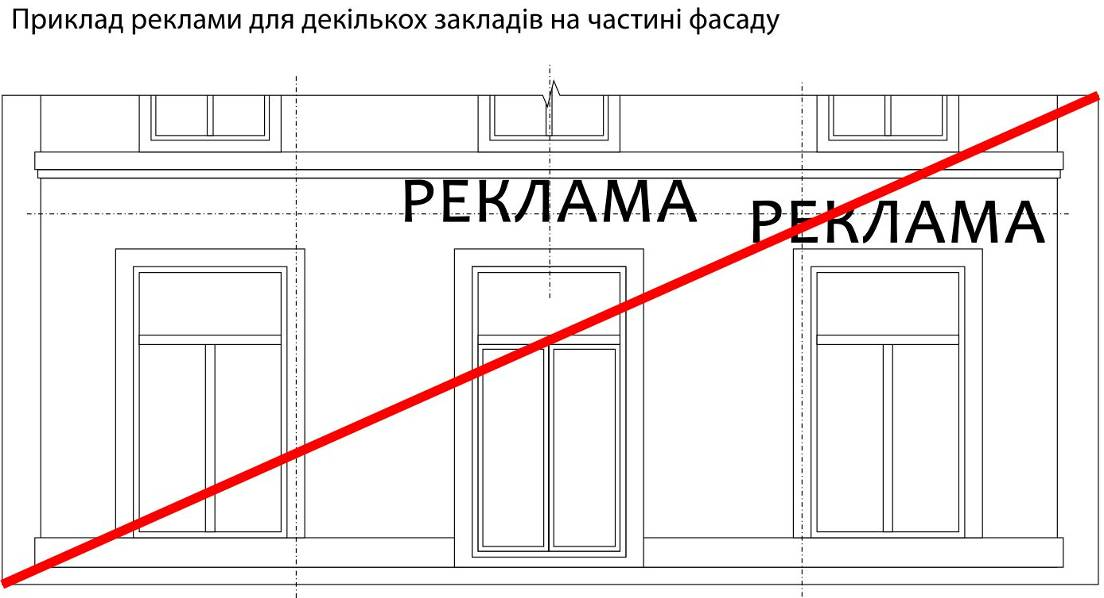 Приклад реклами для декількох закладів на частині фасаду
РЕКЛАМА
РЕКЛАМА